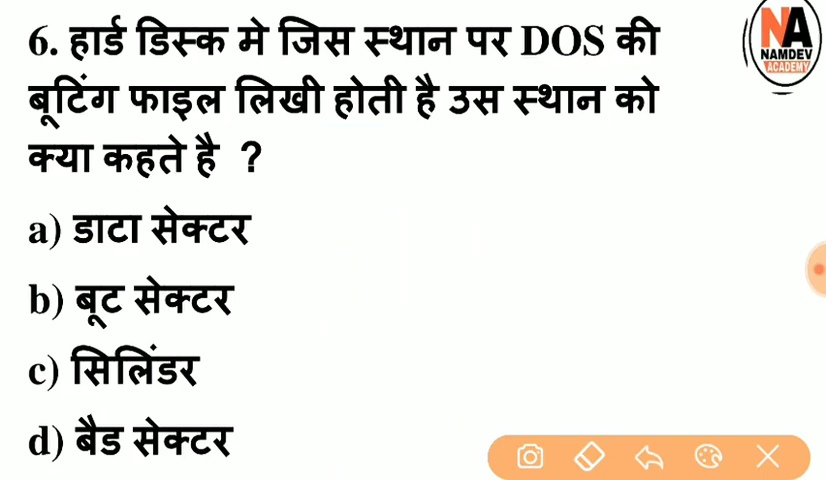 6. हार्ड डिस्क मे जिस स्थान पर DOS की
बूटिंग फाइल लिखी होती है उस स्थान को
क्या कहते है ?
a) डाटा सेक्टर
b) बूट सेक्टर
c) सिलिंडर
d) बैड सेक्टर
NA
NAMDEV
ACADEMY